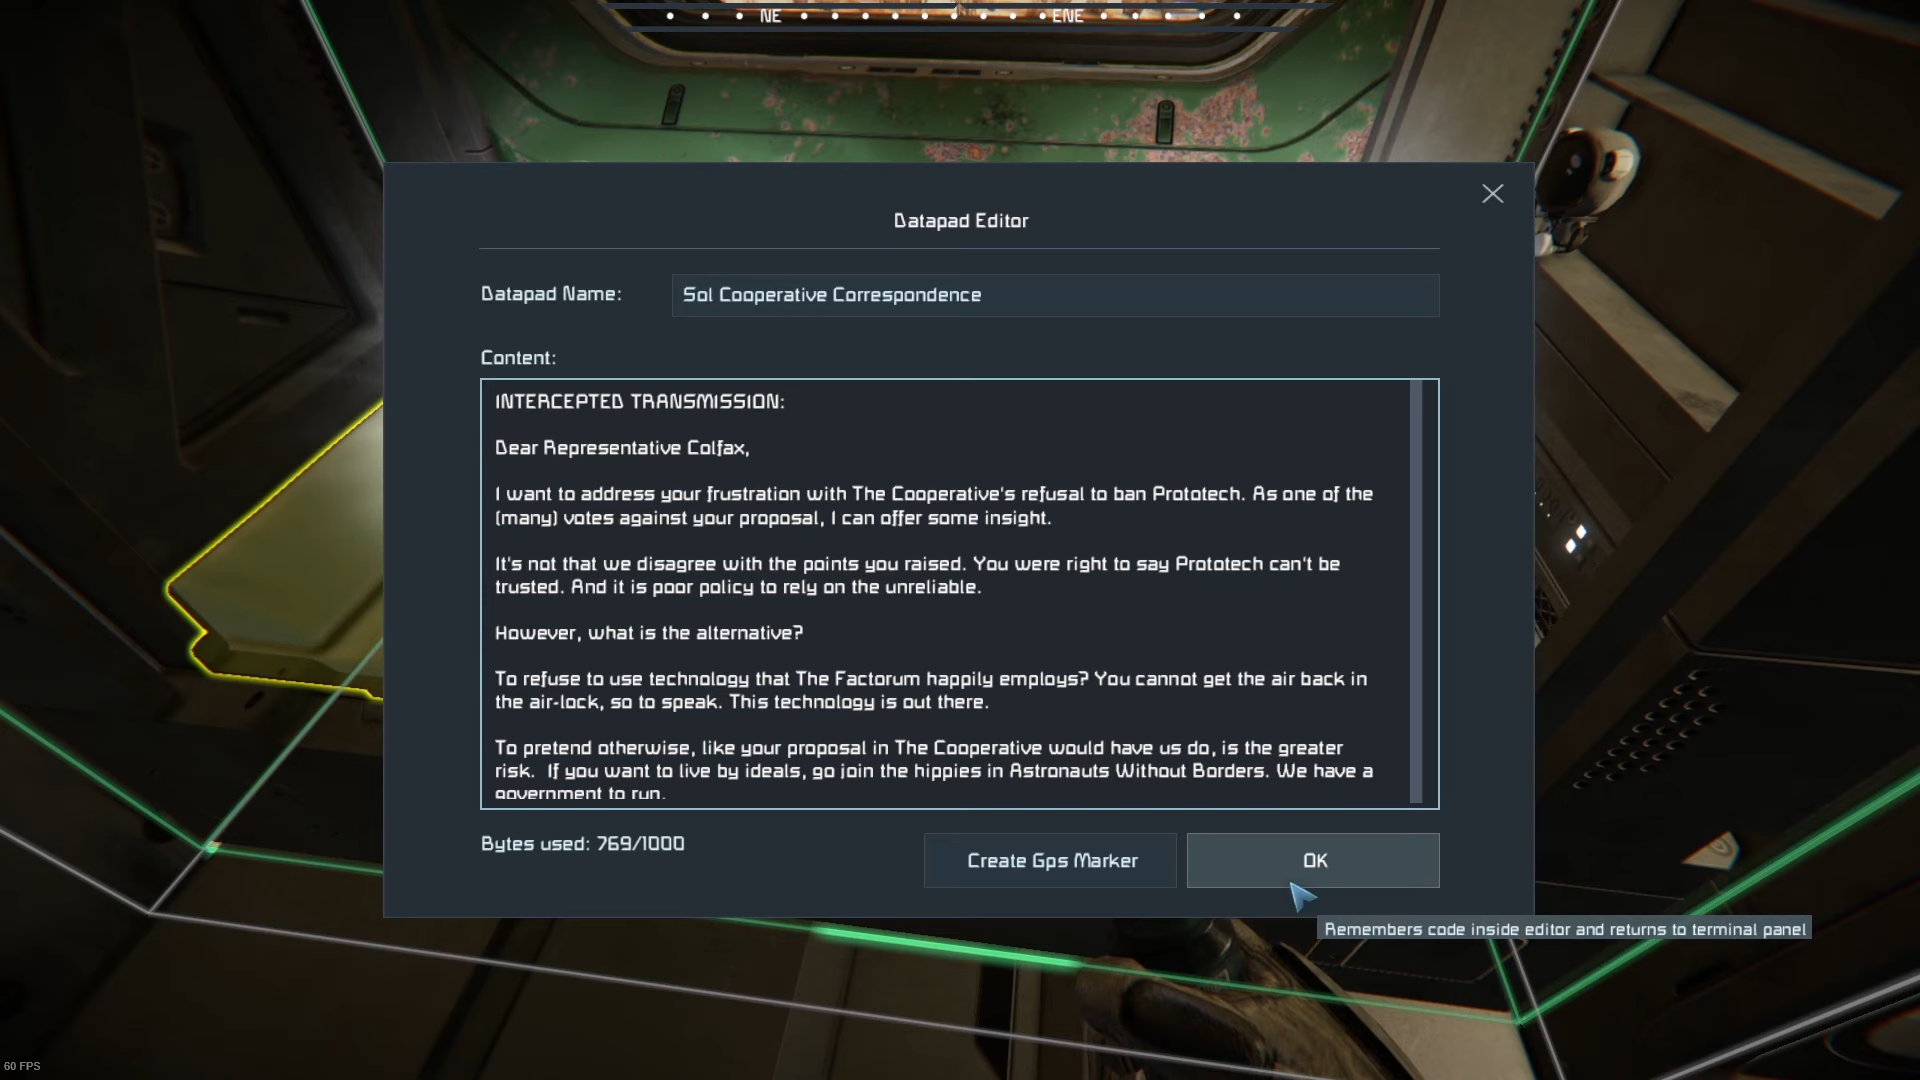 NE
ENE
Datapad Editor
Datapad Name:
Sol Cooperative Correspondence
Content:
INTERCEPTED TRANSMISSION:
Dear Representative Colfax,
I want to address your frustration with The Cooperative's refusal to ban Prototech. As one of the
(many) votes against your proposal, I can offer some insight.
It's not that we disagree with the points you raised. You were right to say Prototech can't be
trusted. And it is poor policy to rely on the unreliable.
However, what is the alternative?
To refuse to use technology that The Factorum happily employs? You cannot get the air back in
the air-lock, so to speak. This technology is out there.
To pretend otherwise, like your proposal in The Cooperative would have us do, is the greater
risk.  If you want to live by ideals, go join the hippies in Astronauts Without Borders. We have a
government to run.
Bytes used: 769/1000
Create Gps Marker
OK
Remembers code inside editor and returns to terminal panel
60 FPS